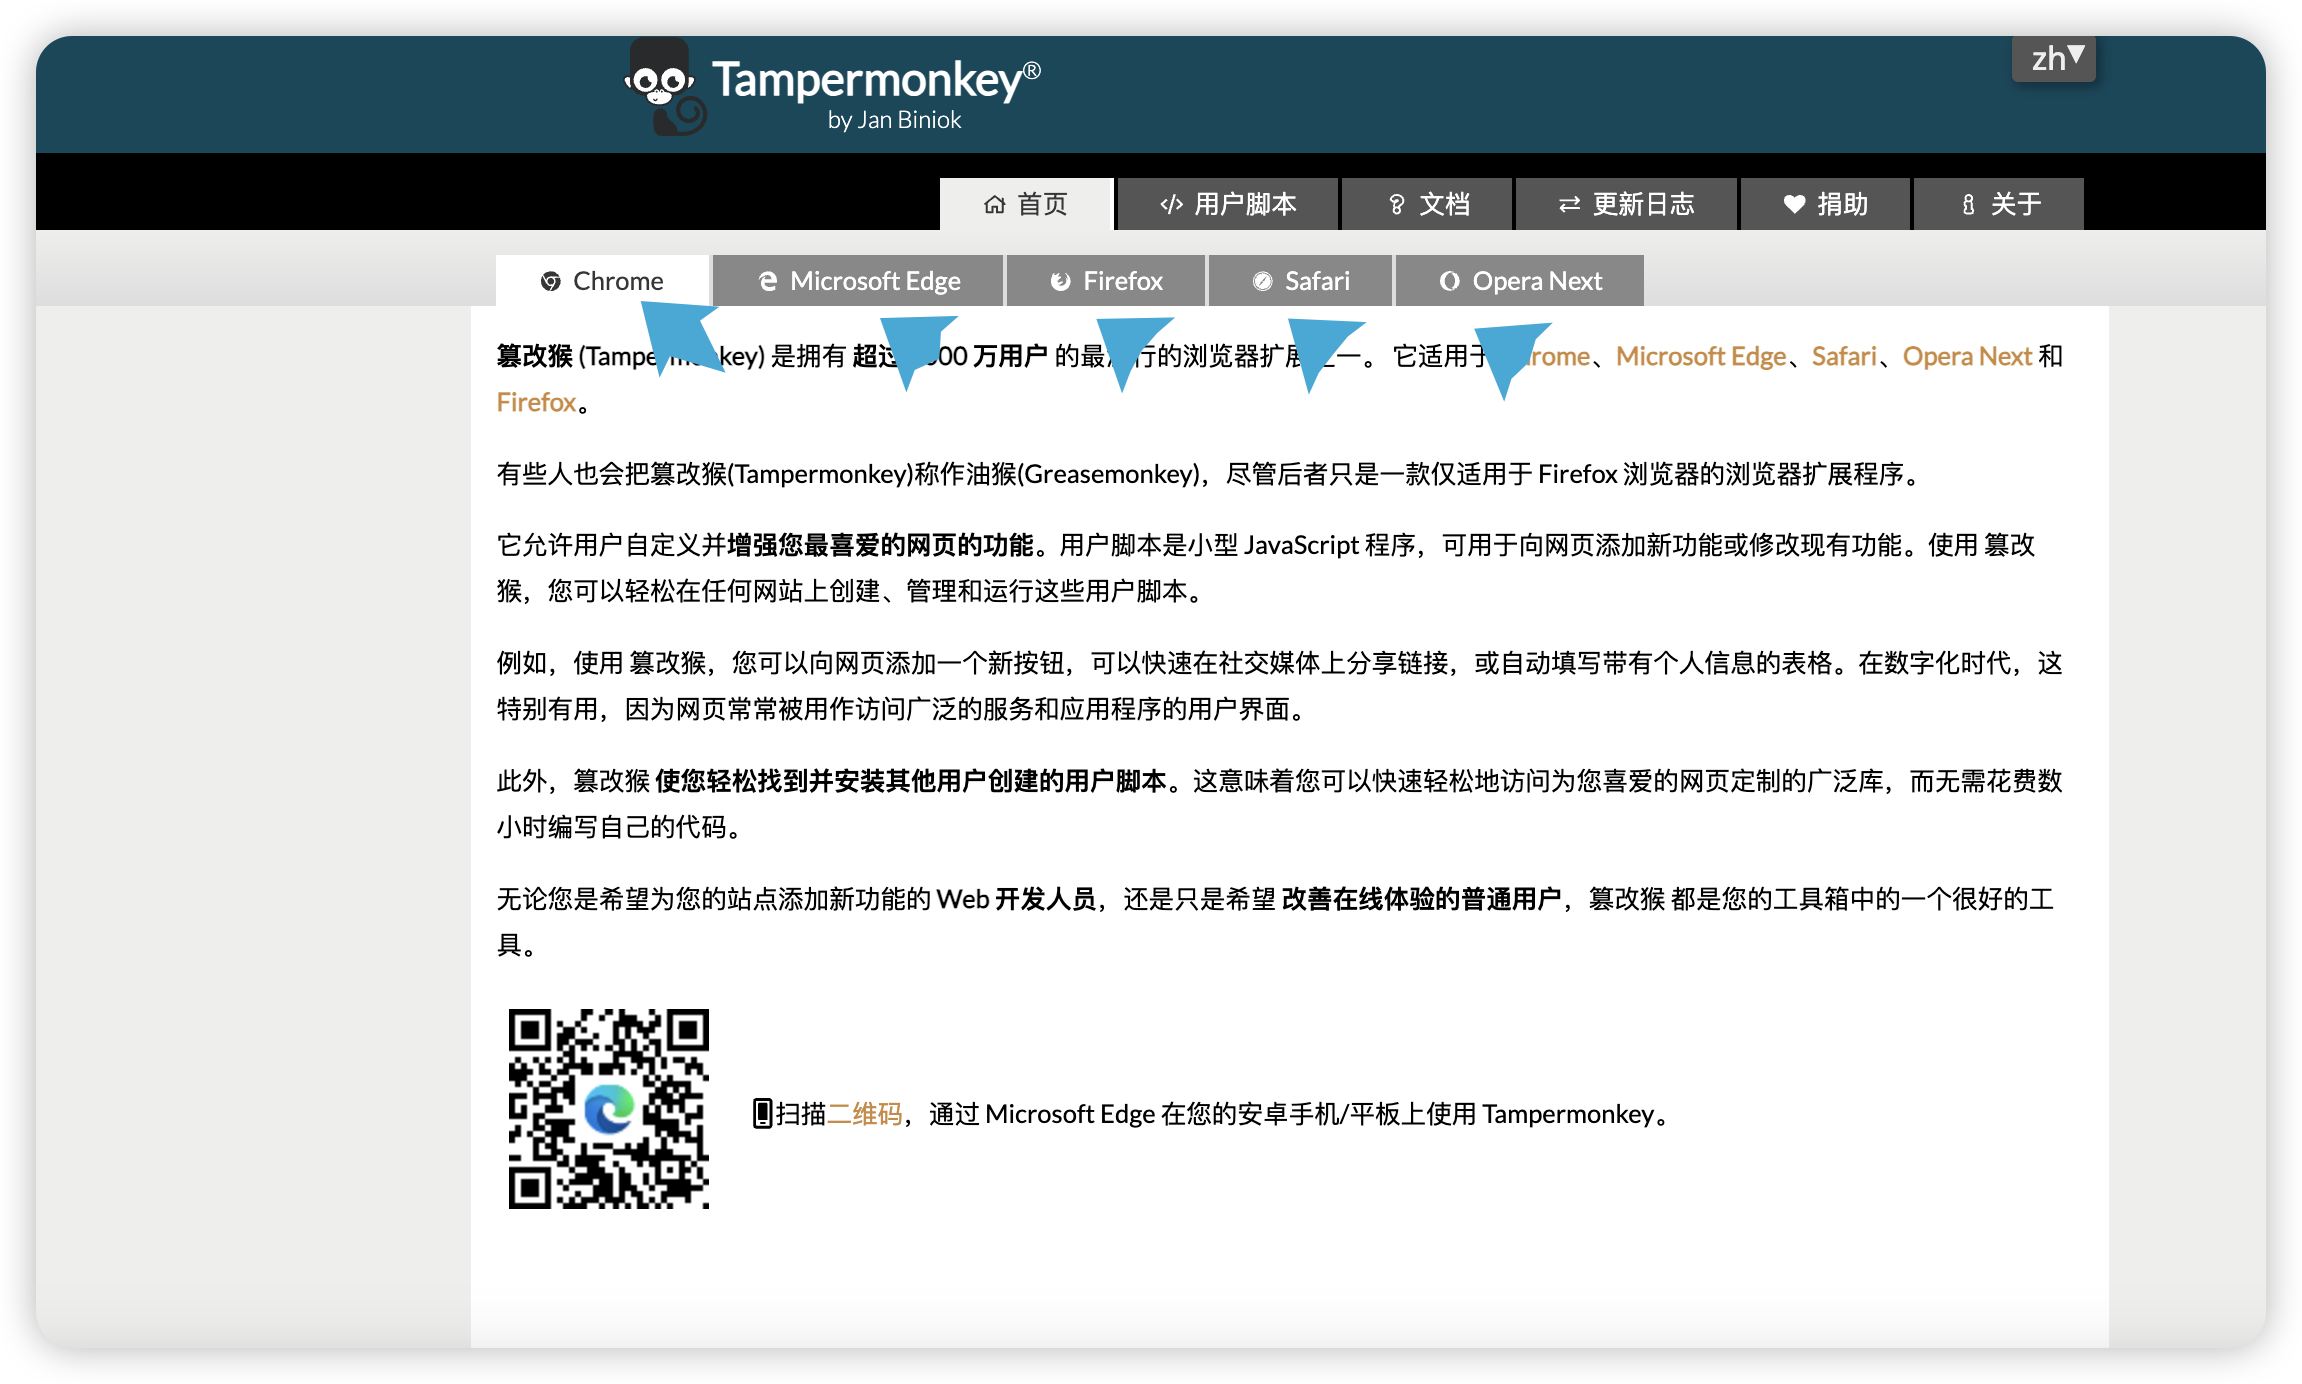 Tampermonkey®
by Jan Biniok
zh▼
首页
</> 用户脚本
文档
更新日志
捐助
关于
Chrome
Microsoft Edge
Firefox
Safari
Opera Next
篡改猴 (Tampe key) 是拥有 超过 00 万用户 的最 行的浏览器扩展 一。 它适用于 rome、Microsoft Edge、Safari、Opera Next 和
Firefox。
有些人也会把篡改猴(Tampermonkey)称作油猴(Greasemonkey)，尽管后者只是一款仅适用于 Firefox 浏览器的浏览器扩展程序。
它允许用户自定义并增强您最喜爱的网页的功能。用户脚本是小型 JavaScript 程序，可用于向网页添加新功能或修改现有功能。使用 篡改
猴，您可以轻松在任何网站上创建、管理和运行这些用户脚本。
例如，使用 篡改猴，您可以向网页添加一个新按钮，可以快速在社交媒体上分享链接，或自动填写带有个人信息的表格。在数字化时代，这
特别有用，因为网页常常被用作访问广泛的服务和应用程序的用户界面。
此外，篡改猴 使您轻松找到并安装其他用户创建的用户脚本。这意味着您可以快速轻松地访问为您喜爱的网页定制的广泛库，而无需花费数
小时编写自己的代码。
无论您是希望为您的站点添加新功能的 Web 开发人员，还是只是希望 改善在线体验的普通用户，篡改猴 都是您的工具箱中的一个很好的工
具。
扫描二维码，通过 Microsoft Edge 在您的安卓手机/平板上使用 Tampermonkey。